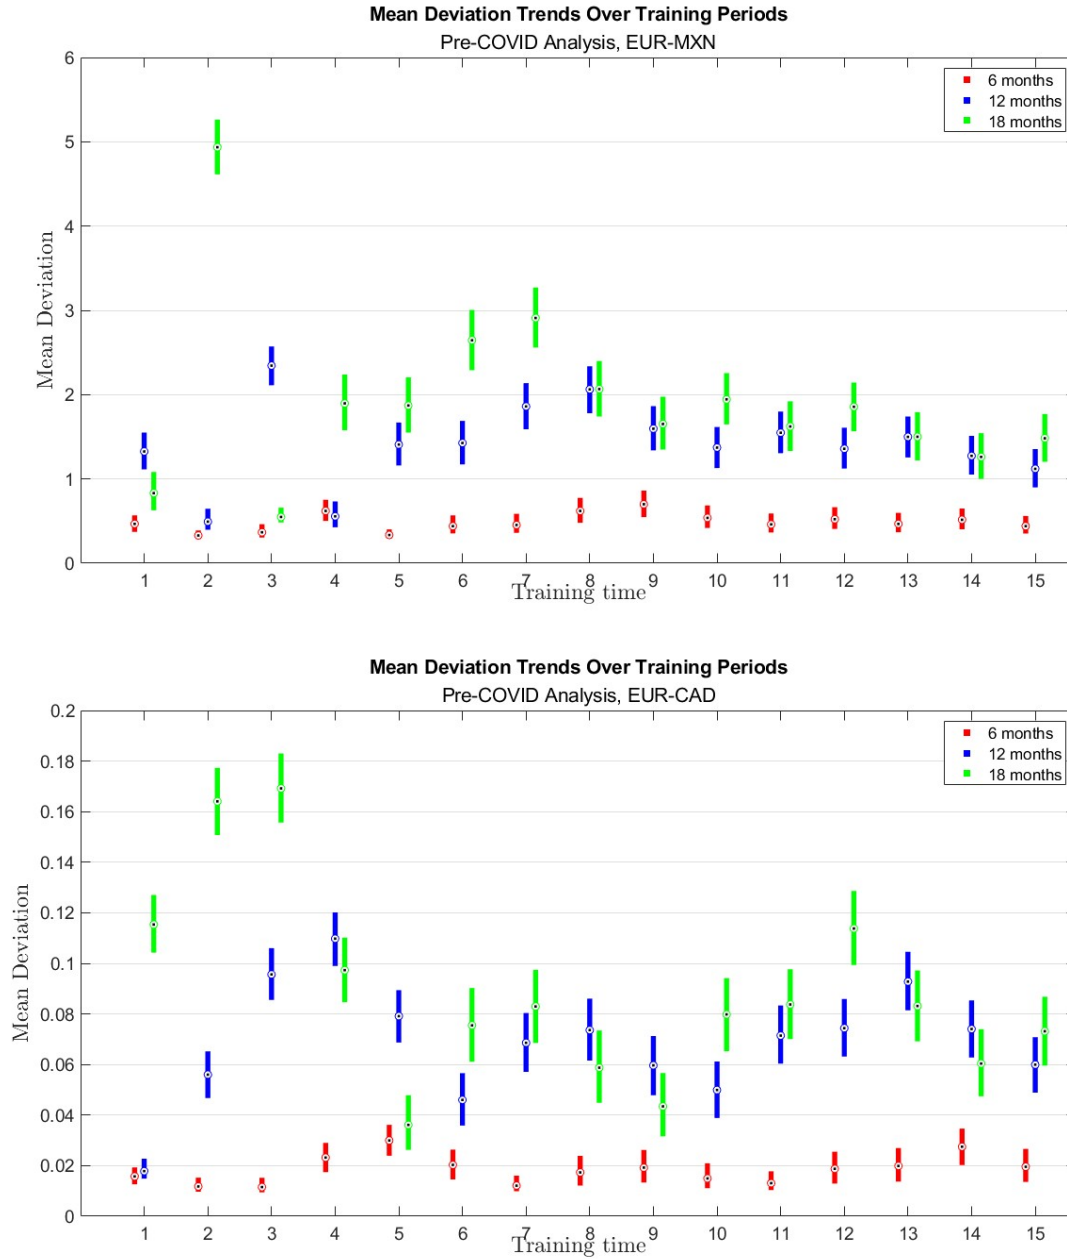 Mean Deviation Trends Over Training Periods
Pre-COVID Analysis, EUR-MXN
6
5
4
3
2
1
0
Mean Deviation
6 months
12 months
18 months
1 2 3 4 5 6 7 8 9 10 11 12 13 14 15
Training time
Mean Deviation Trends Over Training Periods
Pre-COVID Analysis, EUR-CAD
0.2
0.18
0.16
0.14
0.12
0.1
0.08
0.06
0.04
0.02
0
Mean Deviation
6 months
12 months
18 months
1 2 3 4 5 6 7 8 9 10 11 12 13 14 15
Training time